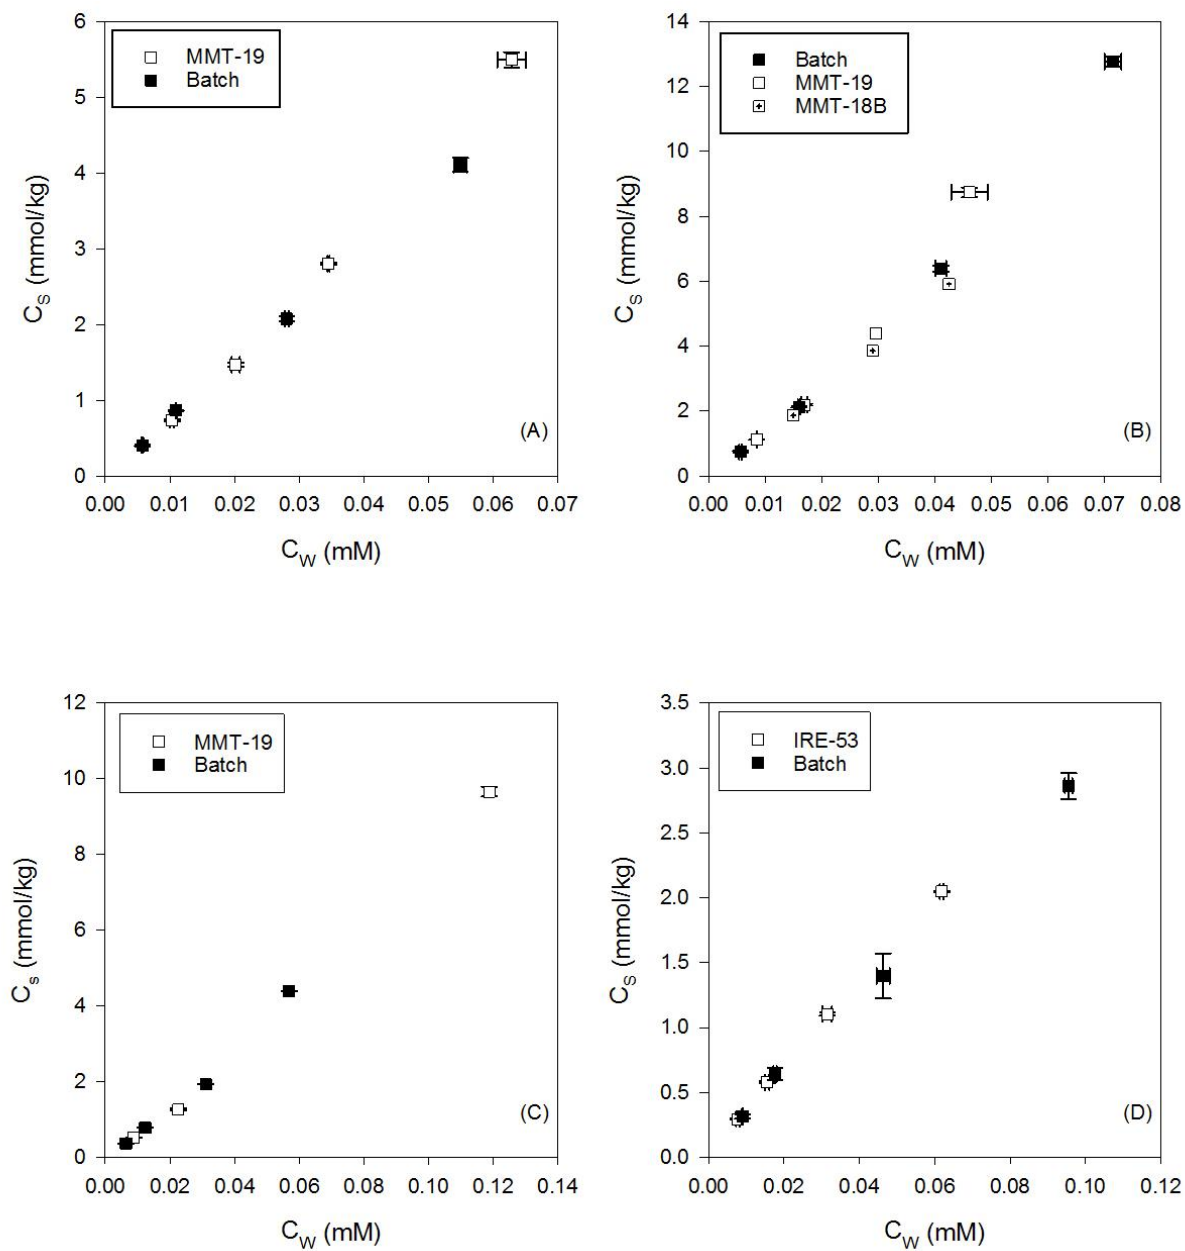 6
5
4
3
2
1
0
C_S (mmol/kg)
MMT-19
Batch
(A)
0.00 0.01 0.02 0.03 0.04 0.05 0.06 0.07
C_W (mM)
14
12
10
8
6
4
2
0
C_S (mmol/kg)
Batch
MMT-19
MMT-18B
(B)
0.00 0.01 0.02 0.03 0.04 0.05 0.06 0.07 0.08
C_W (mM)
12
10
8
6
4
2
0
C_s (mmol/kg)
MMT-19
Batch
(C)
0.00 0.02 0.04 0.06 0.08 0.10 0.12 0.14
C_W (mM)
3.5
3.0
2.5
2.0
1.5
1.0
0.5
0.0
C_S (mmol/kg)
IRE-53
Batch
(D)
0.00 0.02 0.04 0.06 0.08 0.10 0.12
C_W (mM)